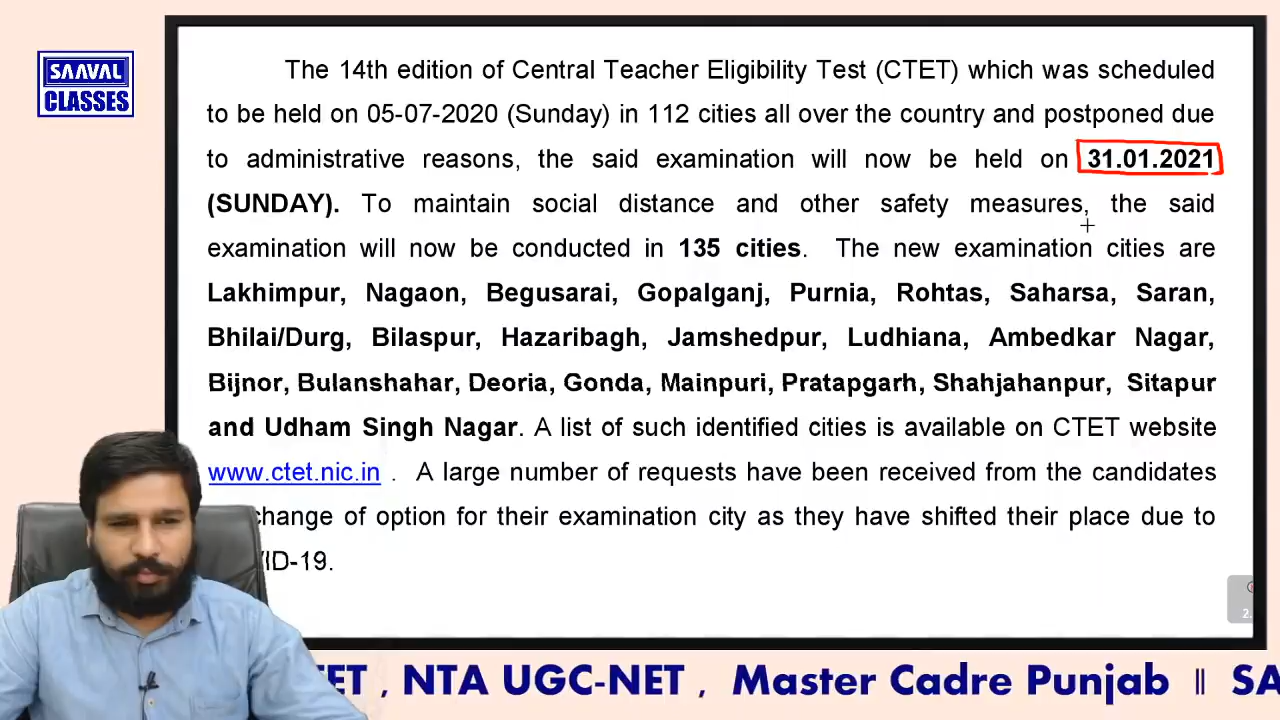 SAAVAL
CLASSES
The 14th edition of Central Teacher Eligibility Test (CTET) which was scheduled
to be held on 05-07-2020 (Sunday) in 112 cities all over the country and postponed due
to administrative reasons, the said examination will now be held on 31.01.2021
(SUNDAY). To maintain social distance and other safety measures, the said
examination will now be conducted in 135 cities. The new examination cities are
Lakhimpur, Nagaon, Begusarai, Gopalganj, Purnia, Rohtas, Saharsa, Saran,
Bhilai/Durg, Bilaspur, Hazaribagh, Jamshedpur, Ludhiana, Ambedkar Nagar,
Bijnor, Bulanshahar, Deoria, Gonda, Mainpuri, Pratapgarh, Shahjahanpur, Sitapur
and Udham Singh Nagar. A list of such identified cities is available on CTET website
www.ctet.nic.in . A large number of requests have been received from the candidates
change of option for their examination city as they have shifted their place due to
ID-19.
ET , NTA UGC-NET , Master Cadre Punjab || SA